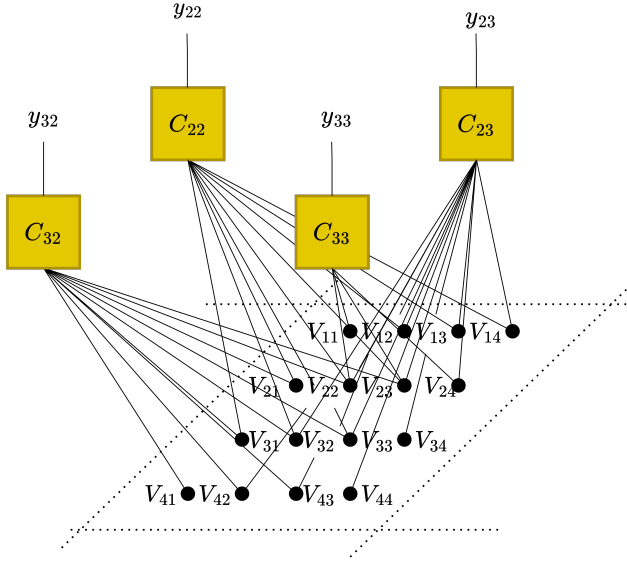 y₂₂
y₂₃
y₃₂
C₂₂
y₃₃
C₂₃
C₃₂
C₃₃
V₁₁ V₁₂ V₁₃ V₁₄
V₂₁ V₂₂ V₂₃ V₂₄
V₃₁ V₃₂ V₃₃ V₃₄
V₄₁ V₄₂ V₄₃ V₄₄